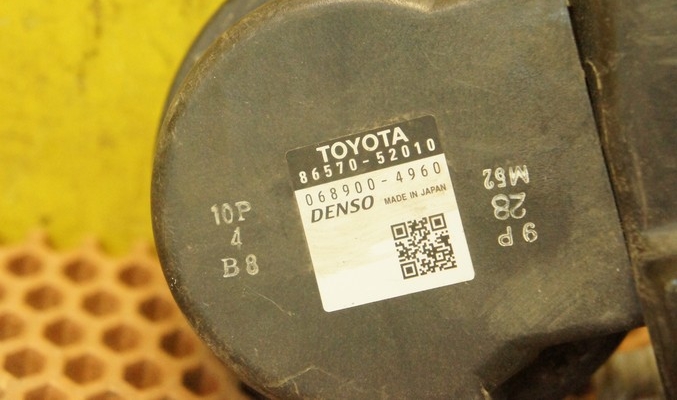 TOYOTA
86570-52010
068900-4960
DENSO MADE IN JAPAN
10P
4
B8
M52
28
9P